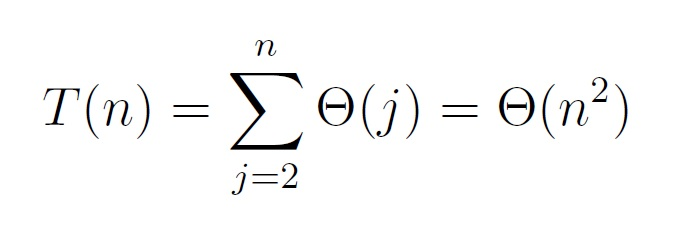 T(n) = \sum_{j=2}^{n} \Theta(j) = \Theta(n^2)